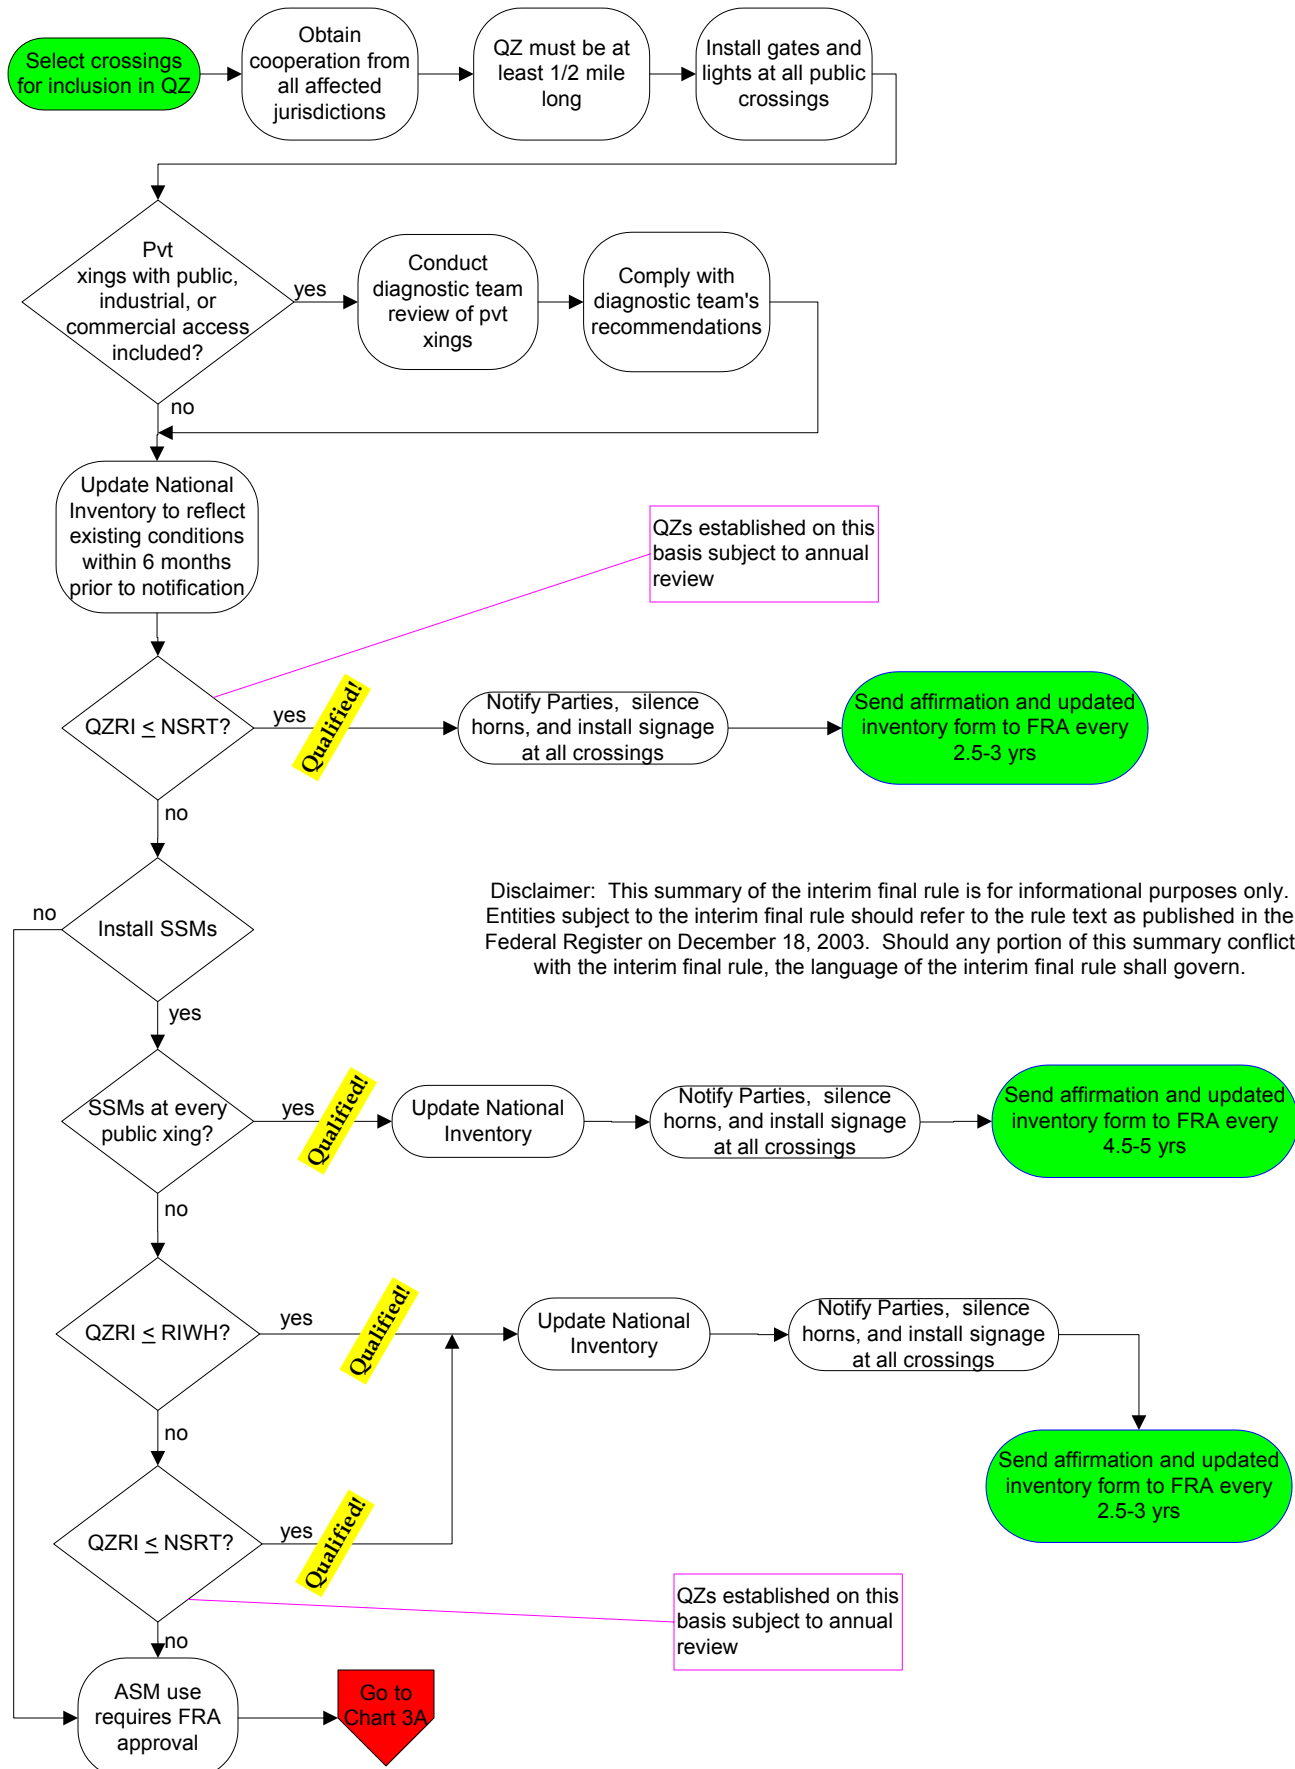 Select crossings
for inclusion in QZ
Obtain
cooperation from
all affected
jurisdictions
QZ must be at
least 1/2 mile
long
Install gates and
lights at all public
crossings
Pvt
xings with public,
industrial, or
commercial access
included?
yes
Conduct
diagnostic team
review of pvt
xings
Comply with
diagnostic team's
recommendations
no
Update National
Inventory to reflect
existing conditions
within 6 months
prior to notification
QZs established on this
basis subject to annual
review
QZRI ≤ NSRT?
yes
Qualified!
Notify Parties, silence
horns, and install signage
at all crossings
Send affirmation and updated
inventory form to FRA every
2.5-3 yrs
no
Install SSMs
no
Disclaimer: This summary of the interim final rule is for informational purposes only.
Entities subject to the interim final rule should refer to the rule text as published in the
Federal Register on December 18, 2003. Should any portion of this summary conflict
with the interim final rule, the language of the interim final rule shall govern.
yes
SSMs at every
public xing?
yes
Qualified!
Update National
Inventory
Notify Parties, silence
horns, and install signage
at all crossings
Send affirmation and updated
inventory form to FRA every
4.5-5 yrs
no
QZRI ≤ RIWH?
yes
Qualified!
Update National
Inventory
Notify Parties, silence
horns, and install signage
at all crossings
Send affirmation and updated
inventory form to FRA every
2.5-3 yrs
no
QZRI ≤ NSRT?
yes
Qualified!
QZs established on this
basis subject to annual
review
no
ASM use
requires FRA
approval
Go to
Chart 3A